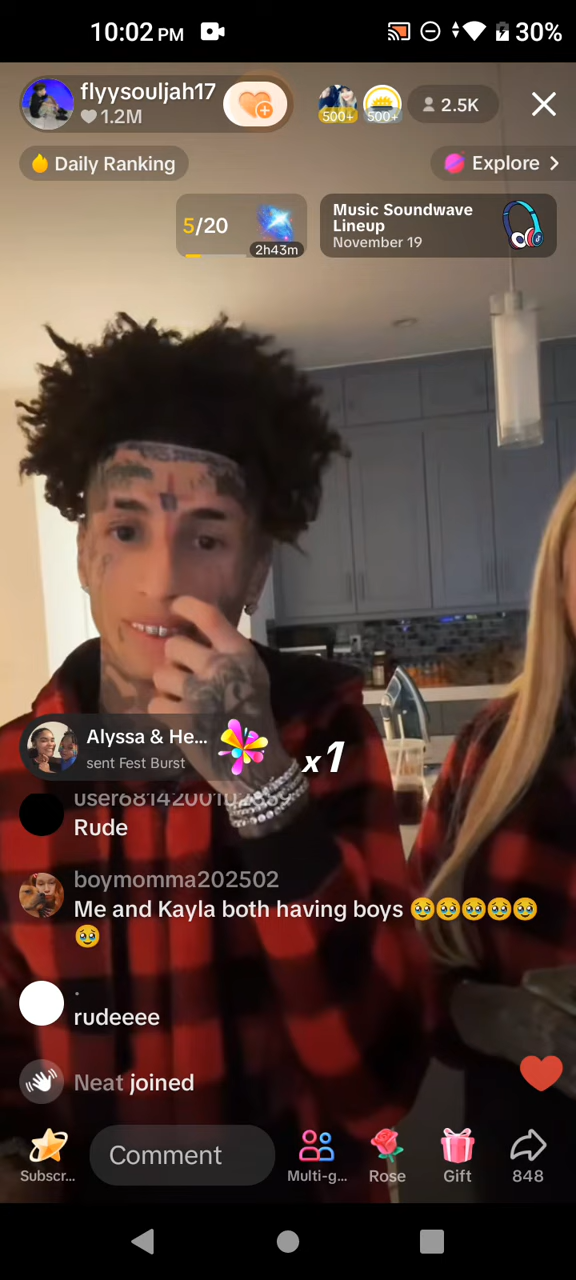 10:02 PM
30%
flyysouljah17
1.2M
500+
500+
2.5K
Daily Ranking
Explore >
5/20
2h43m
Music Soundwave
Lineup
November 19
Alyssa & He...
sent Fest Burst
x1
Rude
boymomma202502
Me and Kayla both having boys 🥹🥹🥹🥹🥹
🥹
.
rudeeee
Neat joined
Comment
Subscr...
Multi-g...
Rose
Gift
848